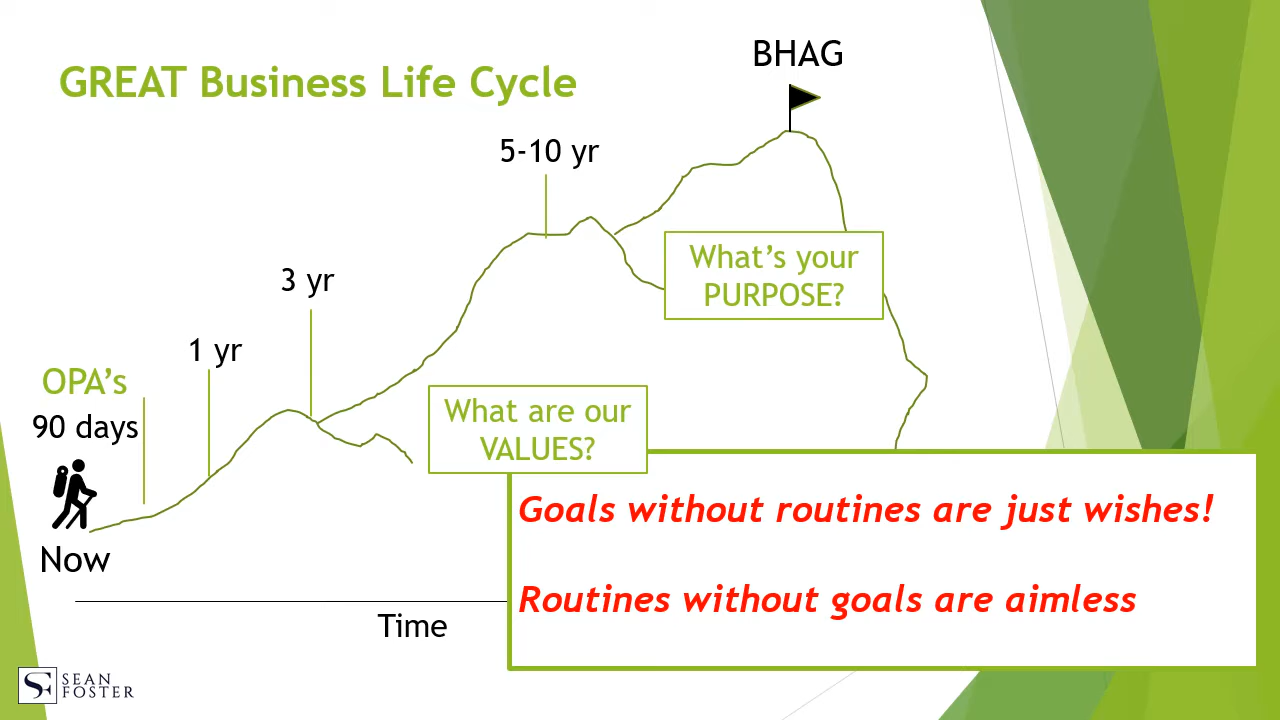 BHAG
GREAT Business Life Cycle
5-10 yr
What's your
PURPOSE?
3 yr
1 yr
OPA's
90 days
What are our
VALUES?
Now
Goals without routines are just wishes!
Routines without goals are aimless
Time
SF
SEAN
FOSTER